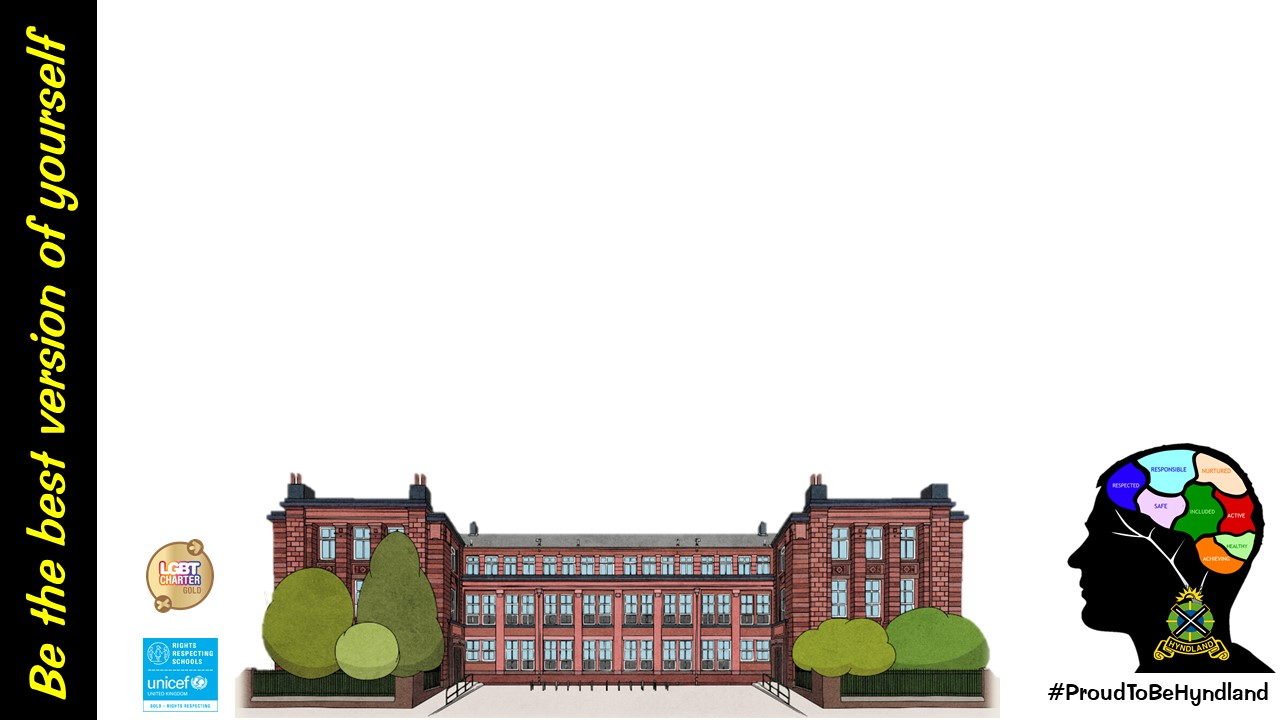 Be the best version of yourself
LGBT
CHARTER
GOLD
RIGHTS
RESPECTING
SCHOOLS
unicef
UNITED KINGDOM
GOLD - RIGHTS RESPECTING
RESPECTED
RESPONSIBLE
NURTURED
SAFE
INCLUDED
ACTIVE
HEALTHY
ACHIEVING
HYNDLAND
#ProudToBeHyndland